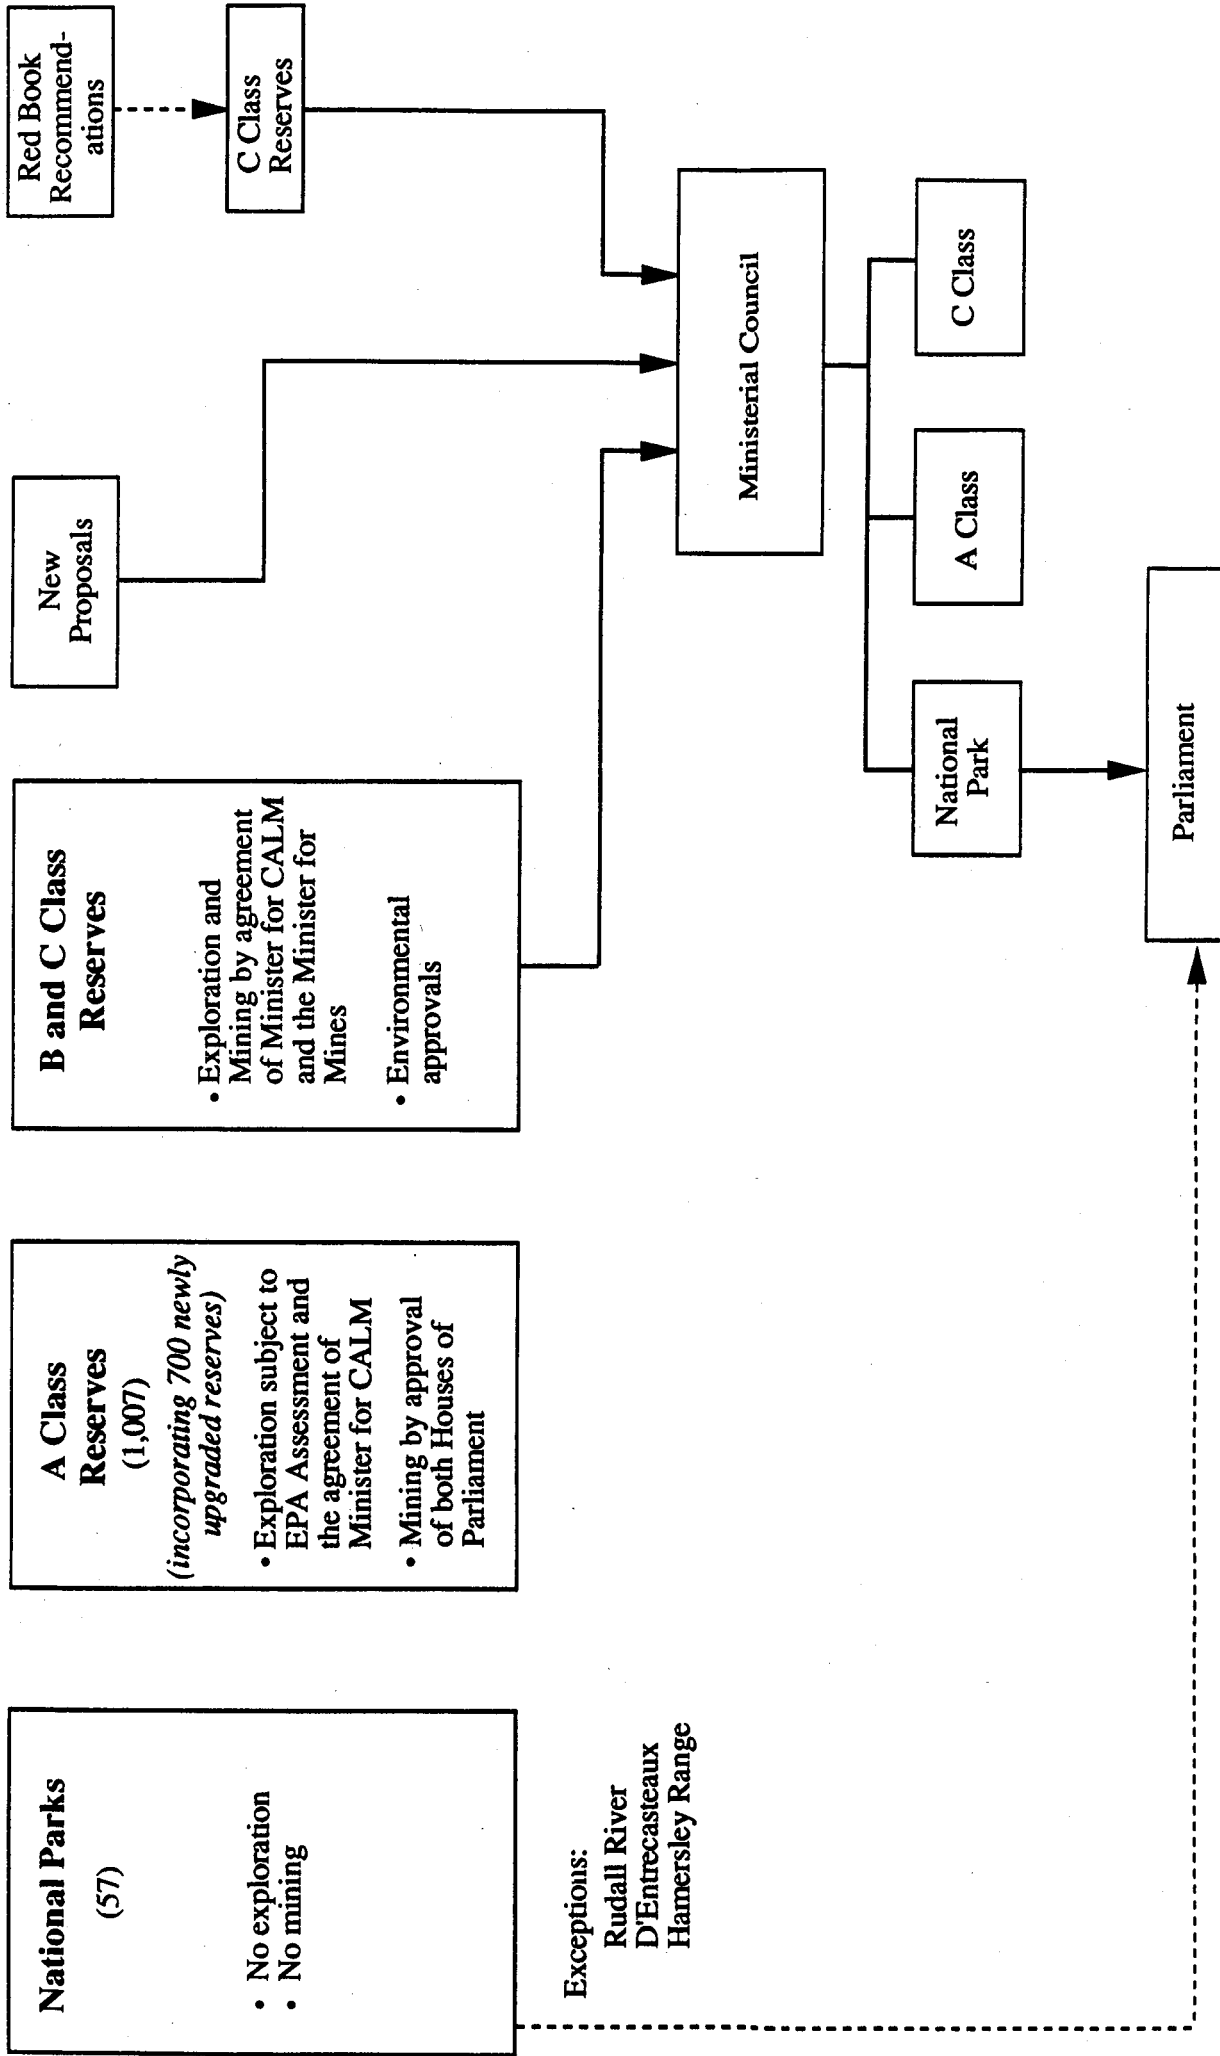 National Parks
(57)
• No exploration
• No mining
Exceptions:
Rudall River
D'Entrecasteaux
Hamersley Range
A Class
Reserves
(1,007)
(incorporating 700 newly
upgraded reserves)
• Exploration subject to
EPA Assessment and
the agreement of
Minister for CALM
• Mining by approval
of both Houses of
Parliament
B and C Class
Reserves
• Exploration and
Mining by agreement
of Minister for CALM
and the Minister for
Mines
• Environmental
approvals
New
Proposals
Red Book
Recommend-
ations
C Class
Reserves
Ministerial Council
National
Park
A Class
C Class
Parliament